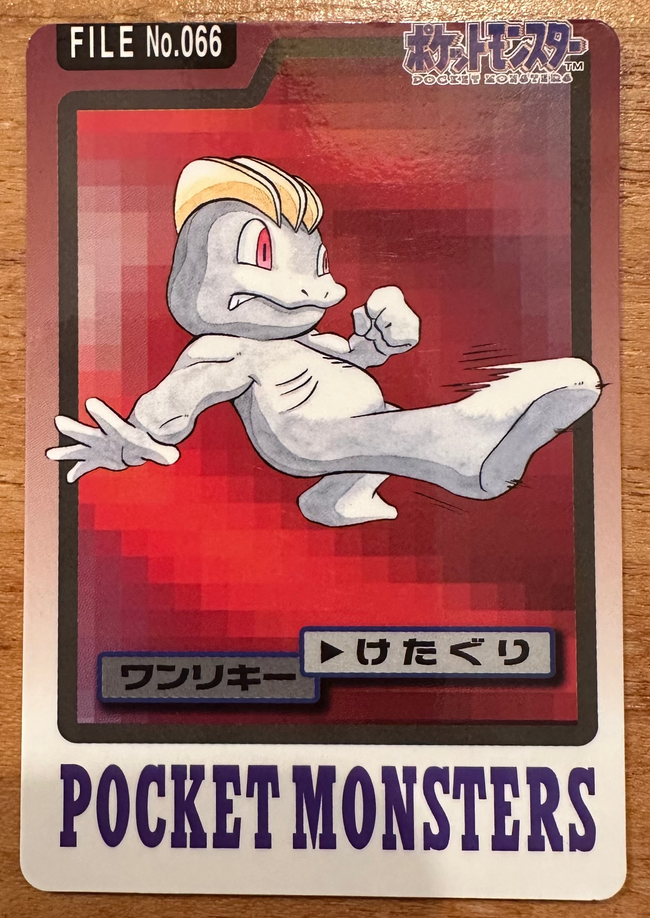 FILE No.066
ポケットモンスター
TM
POCKET MONSTERS
▶けたぐり
ワンリキー
POCKET MONSTERS